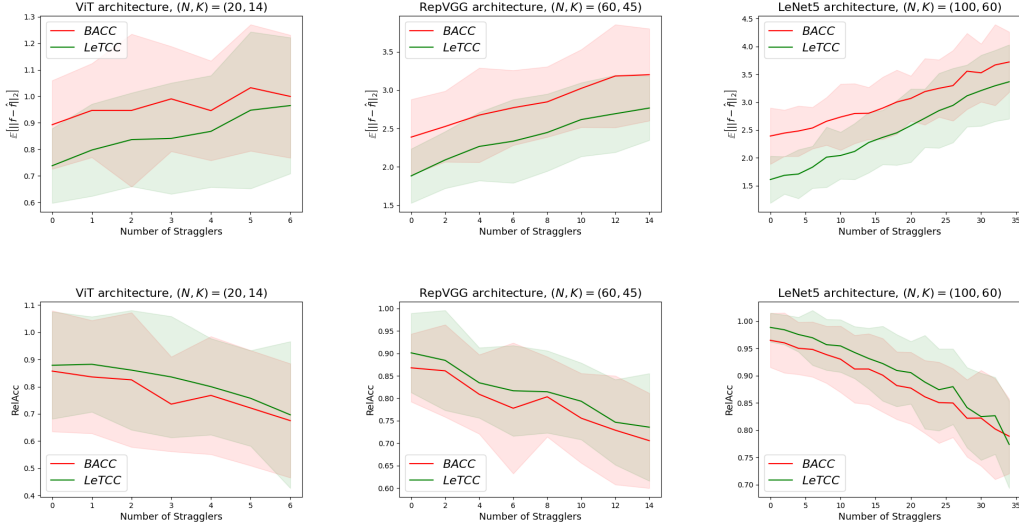 ViT architecture, (N, K) = (20, 14)
1.3
1.2
1.1
1.0
0.9
0.8
0.7
0.6
𝔼[||f − f̂||₂]
BACC
LeTCC
0 1 2 3 4 5 6
Number of Stragglers
RepVGG architecture, (N, K) = (60, 45)
3.5
3.0
2.5
2.0
1.5
𝔼[||f − f̂||₂]
BACC
LeTCC
0 2 4 6 8 10 12 14
Number of Stragglers
LeNet5 architecture, (N, K) = (100, 60)
4.5
4.0
3.5
3.0
2.5
2.0
1.5
𝔼[||f − f̂||₂]
BACC
LeTCC
0 5 10 15 20 25 30 35
Number of Stragglers
ViT architecture, (N, K) = (20, 14)
1.1
1.0
0.9
0.8
0.7
0.6
0.5
0.4
RelAcc
BACC
LeTCC
0 1 2 3 4 5 6
Number of Stragglers
RepVGG architecture, (N, K) = (60, 45)
1.00
0.95
0.90
0.85
0.80
0.75
0.70
0.65
0.60
RelAcc
BACC
LeTCC
0 2 4 6 8 10 12 14
Number of Stragglers
LeNet5 architecture, (N, K) = (100, 60)
1.00
0.95
0.90
0.85
0.80
0.75
0.70
RelAcc
BACC
LeTCC
0 5 10 15 20 25 30 35
Number of Stragglers